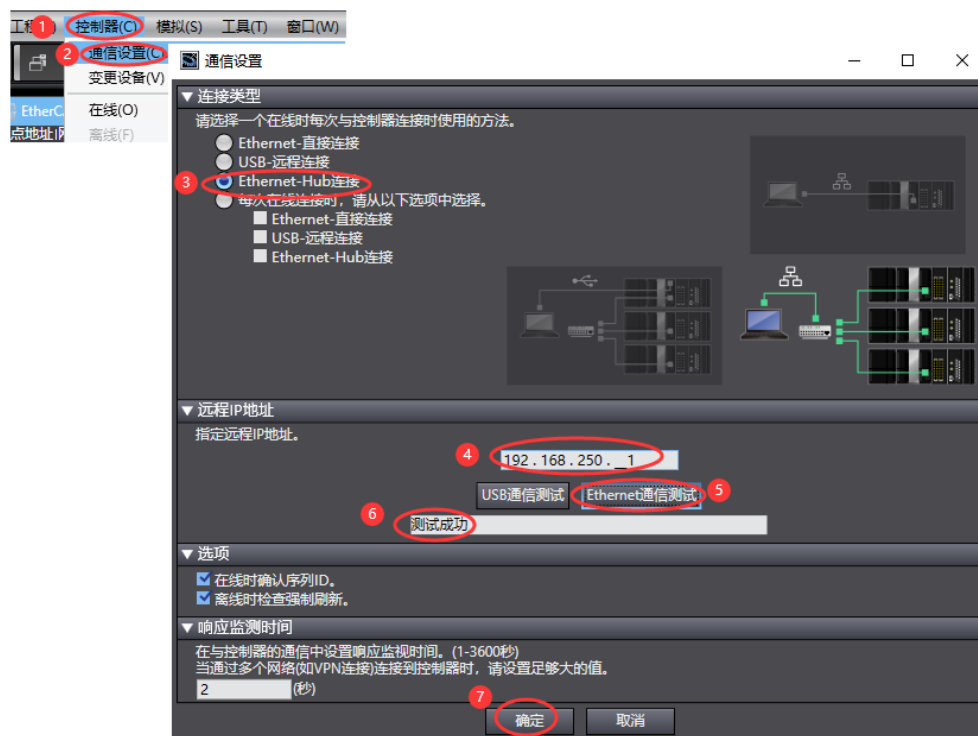 工程 1 控制器(C) 模拟(S) 工具(T) 窗口(W)
2 通信设置(C)
变更设备(V)
EtherC 在线(O)
点地址|网 离线(F)
通信设置
▼ 连接类型
请选择一个在线时每次与控制器连接时使用的方法。
Ethernet-直接连接
USB-远程连接
3 Ethernet-Hub连接
每次在线连接时，请从以下选项中选择。
Ethernet-直接连接
USB-远程连接
Ethernet-Hub连接
▼ 远程IP地址
指定远程IP地址。
4 192.168.250.__1
USB通信测试 Ethernet通信测试 5
6 测试成功
▼ 选项
在线时确认序列ID。
离线时检查强制刷新。
▼ 响应监测时间
在与控制器的通信中设置响应监视时间。(1-3600秒)
当通过多个网络(如VPN连接)连接到控制器时，请设置足够大的值。
2 (秒)
7 确定 取消